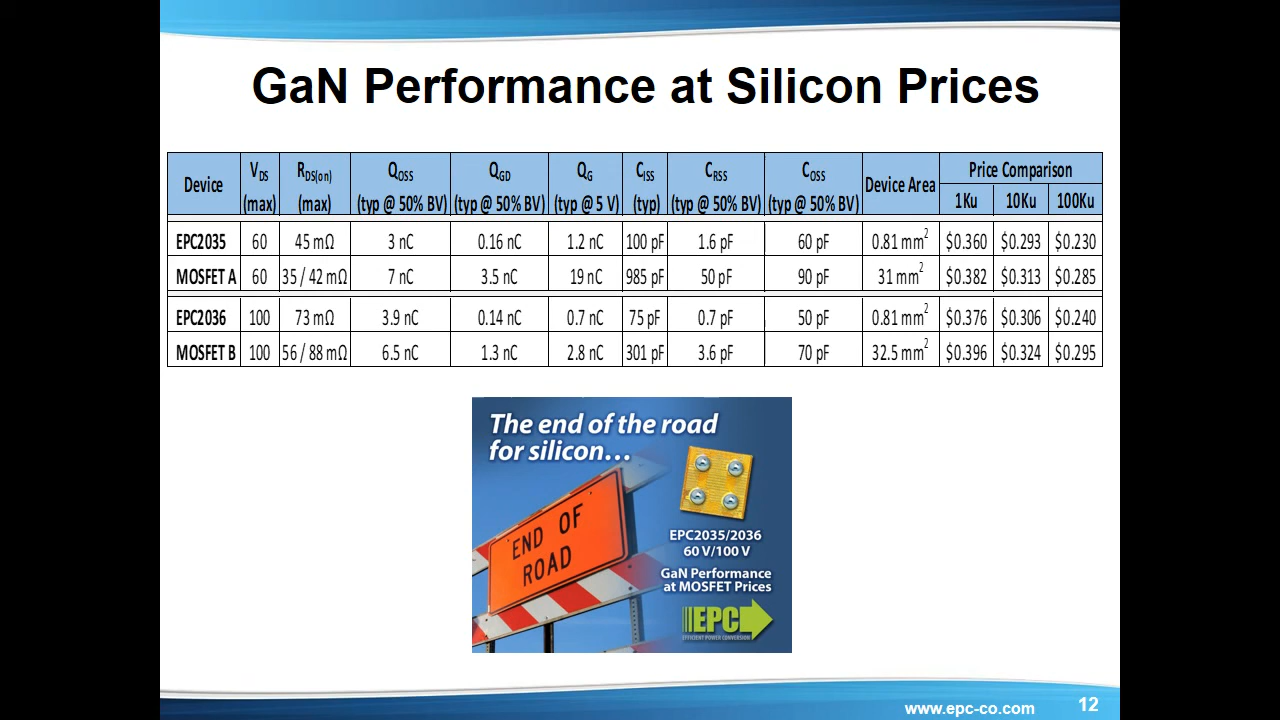 GaN Performance at Silicon Prices
Device VDS (max) RDS(on) (max) QOSS (typ @ 50% BV) QGD (typ @ 50% BV) QG (typ @ 5 V) CISS (typ) CRSS (typ @ 50% BV) COSS (typ @ 50% BV) Device Area Price Comparison 1Ku 10Ku 100Ku
EPC2035 60 45 mΩ 3 nC 0.16 nC 1.2 nC 100 pF 1.6 pF 60 pF 0.81 mm2 $0.360 $0.293 $0.230
MOSFET A 60 35 / 42 mΩ 7 nC 3.5 nC 19 nC 985 pF 50 pF 90 pF 31 mm2 $0.382 $0.313 $0.285
EPC2036 100 73 mΩ 3.9 nC 0.14 nC 0.7 nC 75 pF 0.7 pF 50 pF 0.81 mm2 $0.376 $0.306 $0.240
MOSFET B 100 56 / 88 mΩ 6.5 nC 1.3 nC 2.8 nC 301 pF 3.6 pF 70 pF 32.5 mm2 $0.396 $0.324 $0.295
The end of the road
for silicon...
END OF
ROAD
EPC2035/2036
60 V/100 V
GaN Performance
at MOSFET Prices
EPC
EFFICIENT POWER CONVERSION
www.epc-co.com
12